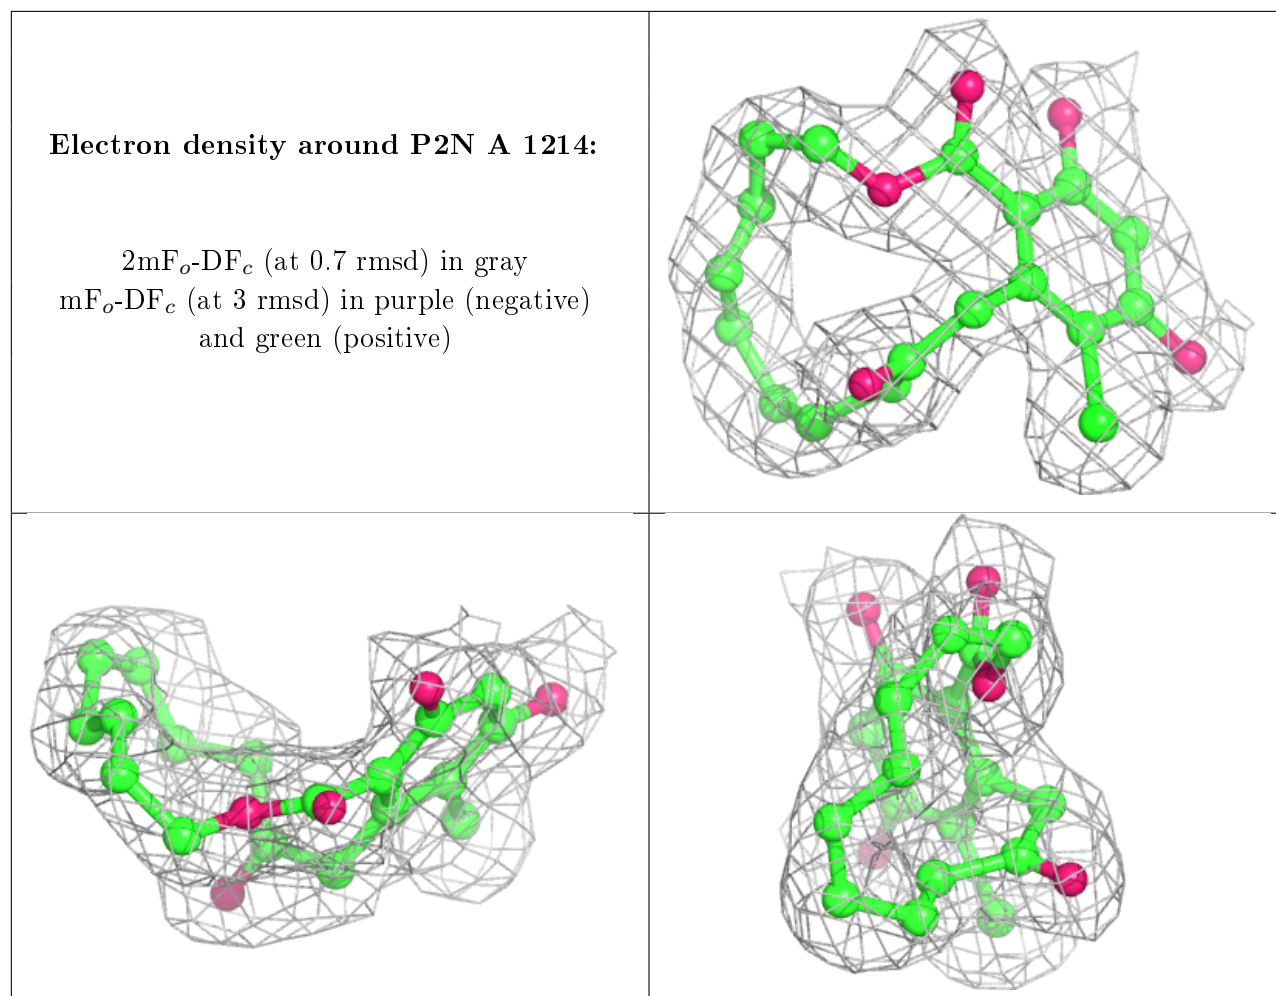 Electron density around P2N A 1214:
2mFo-DFc (at 0.7 rmsd) in gray
mFo-DFc (at 3 rmsd) in purple (negative)
and green (positive)